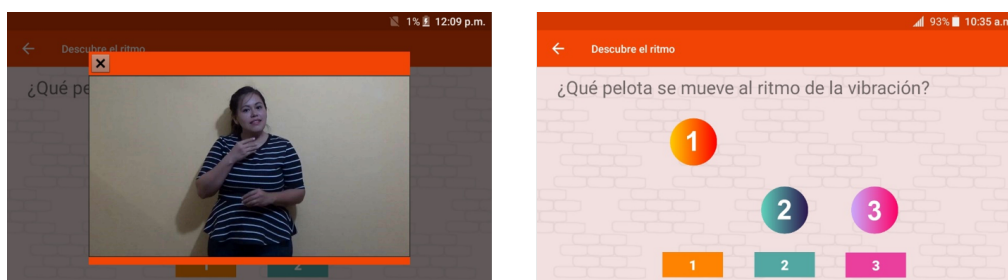 1% 12:09 p.m.
Descubre el ritmo
¿Qué pe
1 2
93% 10:35 a.m
Descubre el ritmo
¿Qué pelota se mueve al ritmo de la vibración?
1
2 3
1 2 3